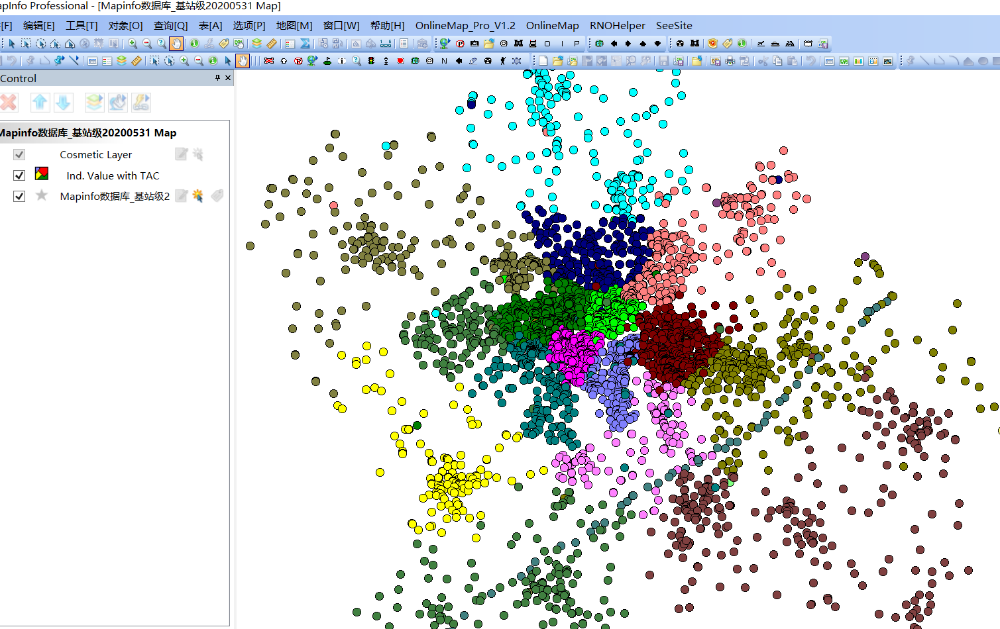 apInfo Professional - [Mapinfo数据库_基站级20200531 Map]
[F] 编辑[E] 工具[T] 对象[O] 查询[Q] 表[A] 选项[P] 地图[M] 窗口[W] 帮助[H] OnlineMap_Pro_V1.2 OnlineMap RNOHelper SeeSite
Control
Mapinfo数据库_基站级20200531 Map
Cosmetic Layer
Ind. Value with TAC
Mapinfo数据库_基站级2